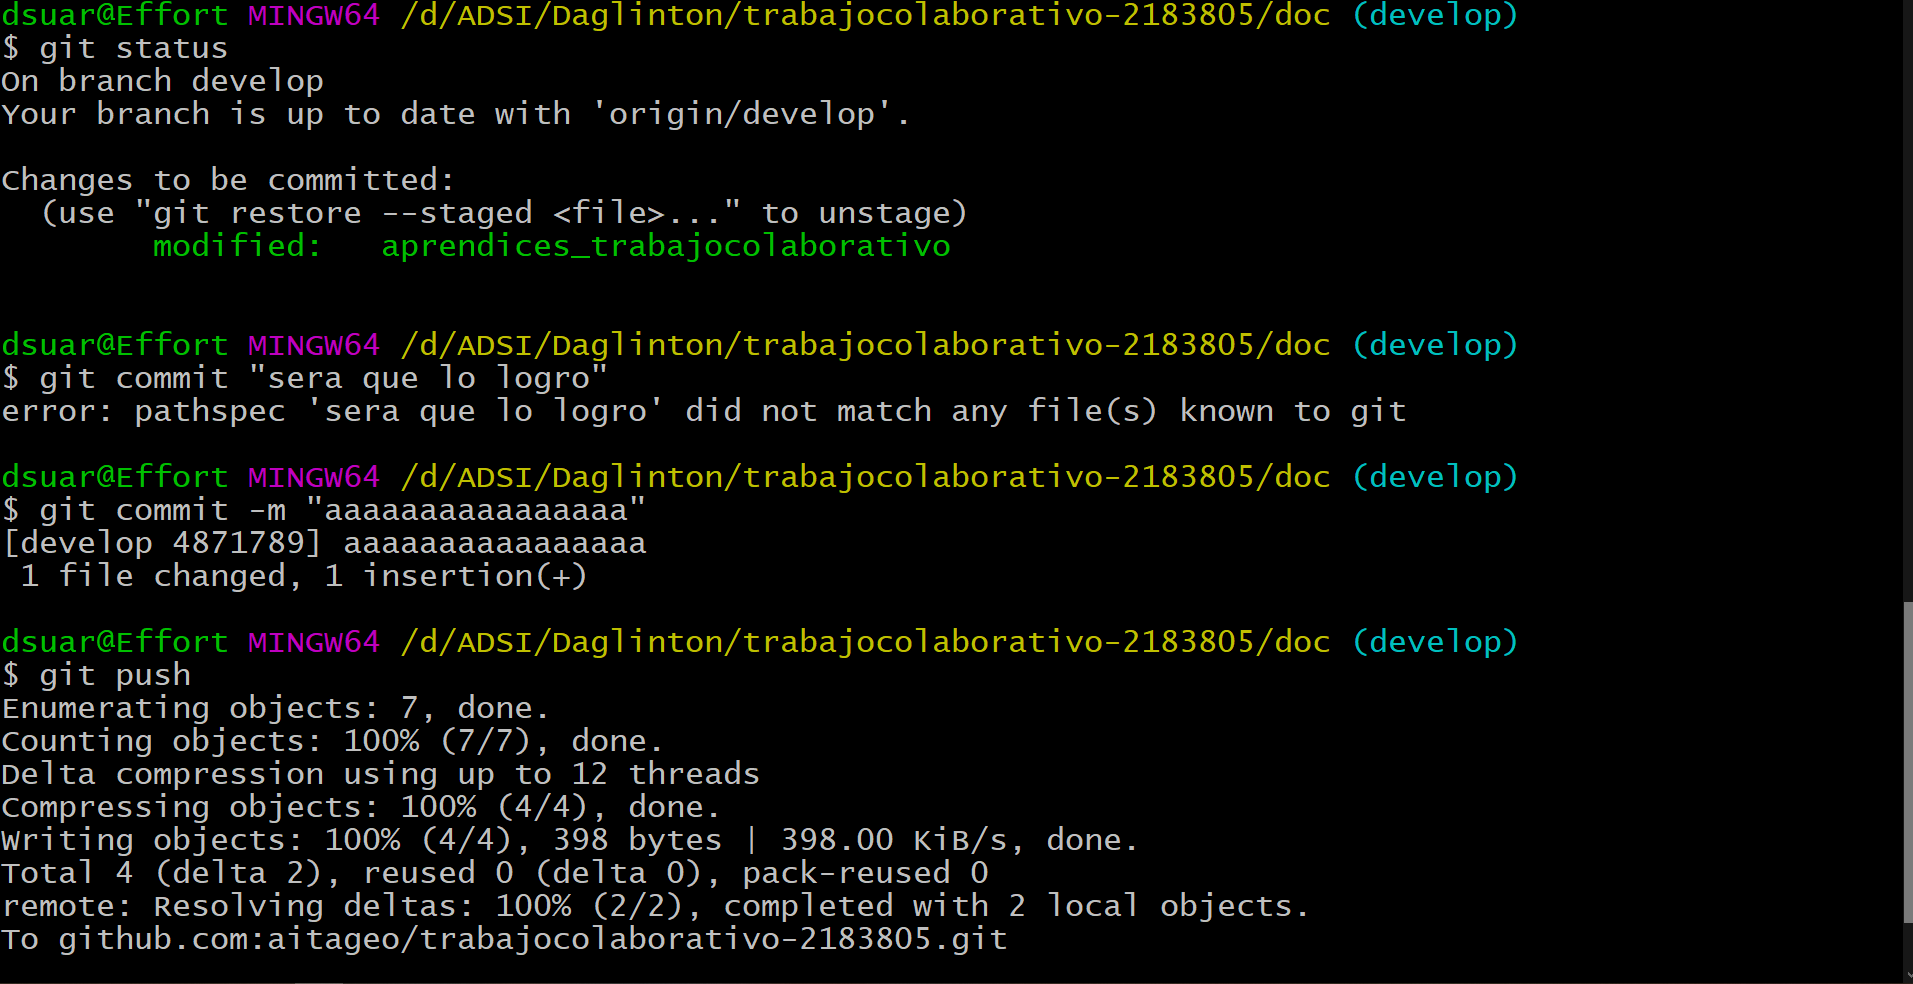 dsuar@Effort MINGW64 /d/ADSI/Daglinton/trabajocolaborativo-2183805/doc (develop)
$ git status
On branch develop
Your branch is up to date with 'origin/develop'.
Changes to be committed:
  (use "git restore --staged <file>..." to unstage)
        modified:   aprendices_trabajocolaborativo
dsuar@Effort MINGW64 /d/ADSI/Daglinton/trabajocolaborativo-2183805/doc (develop)
$ git commit "sera que lo logro"
error: pathspec 'sera que lo logro' did not match any file(s) known to git
dsuar@Effort MINGW64 /d/ADSI/Daglinton/trabajocolaborativo-2183805/doc (develop)
$ git commit -m "aaaaaaaaaaaaaaaa"
[develop 4871789] aaaaaaaaaaaaaaaa
 1 file changed, 1 insertion(+)
dsuar@Effort MINGW64 /d/ADSI/Daglinton/trabajocolaborativo-2183805/doc (develop)
$ git push
Enumerating objects: 7, done.
Counting objects: 100% (7/7), done.
Delta compression using up to 12 threads
Compressing objects: 100% (4/4), done.
Writing objects: 100% (4/4), 398 bytes | 398.00 KiB/s, done.
Total 4 (delta 2), reused 0 (delta 0), pack-reused 0
remote: Resolving deltas: 100% (2/2), completed with 2 local objects.
To github.com:aitageo/trabajocolaborativo-2183805.git